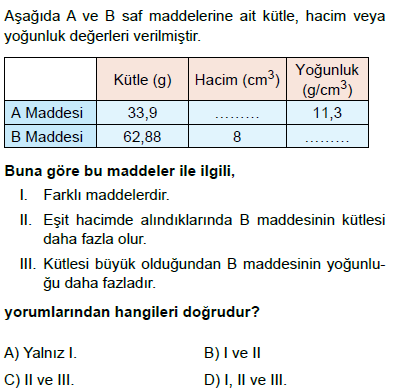 Aşağıda A ve B saf maddelerine ait kütle, hacim veya
yoğunluk değerleri verilmiştir.
Kütle (g) Hacim (cm³) Yoğunluk (g/cm³)
A Maddesi 33,9 ......... 11,3
B Maddesi 62,88 8 .........
Buna göre bu maddeler ile ilgili,
I. Farklı maddelerdir.
II. Eşit hacimde alındıklarında B maddesinin kütlesi
daha fazla olur.
III. Kütlesi büyük olduğundan B maddesinin yoğunlu-
ğu daha fazladır.
yorumlarından hangileri doğrudur?
A) Yalnız I. B) I ve II
C) II ve III. D) I, II ve III.